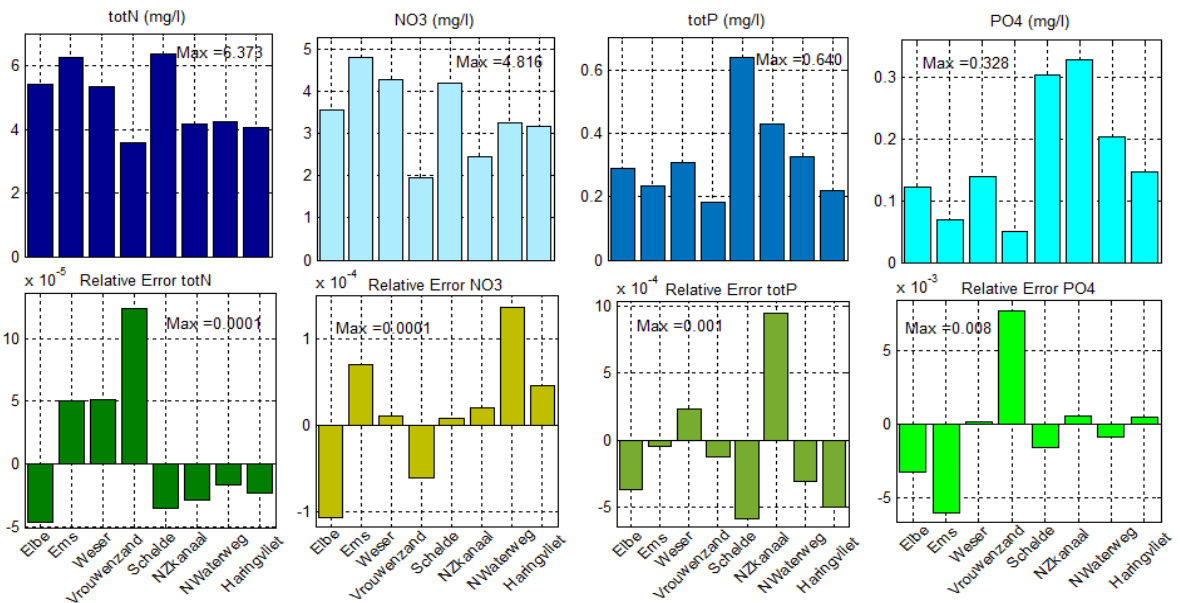 totN (mg/l)
Max =6.373
6
4
2
0
NO3 (mg/l)
Max =4.816
5
4
3
2
1
0
totP (mg/l)
Max =0.640
0.6
0.4
0.2
0
PO4 (mg/l)
Max =0.328
0.3
0.2
0.1
0
x 10-5
Relative Error totN
Max =0.0001
10
5
0
-5
Elbe
Ems
Weser
Vrouwenzand
Schelde
NZkanaal
NWaterweg
Haringvliet
x 10-4
Relative Error NO3
Max =0.0001
1
0
-1
Elbe
Ems
Weser
Vrouwenzand
Schelde
NZkanaal
NWaterweg
Haringvliet
x 10-4
Relative Error totP
Max =0.001
10
5
0
-5
Elbe
Ems
Weser
Vrouwenzand
Schelde
NZkanaal
NWaterweg
Haringvliet
x 10-3
Relative Error PO4
Max =0.008
5
0
-5
Elbe
Ems
Weser
Vrouwenzand
Schelde
NZkanaal
NWaterweg
Haringvliet